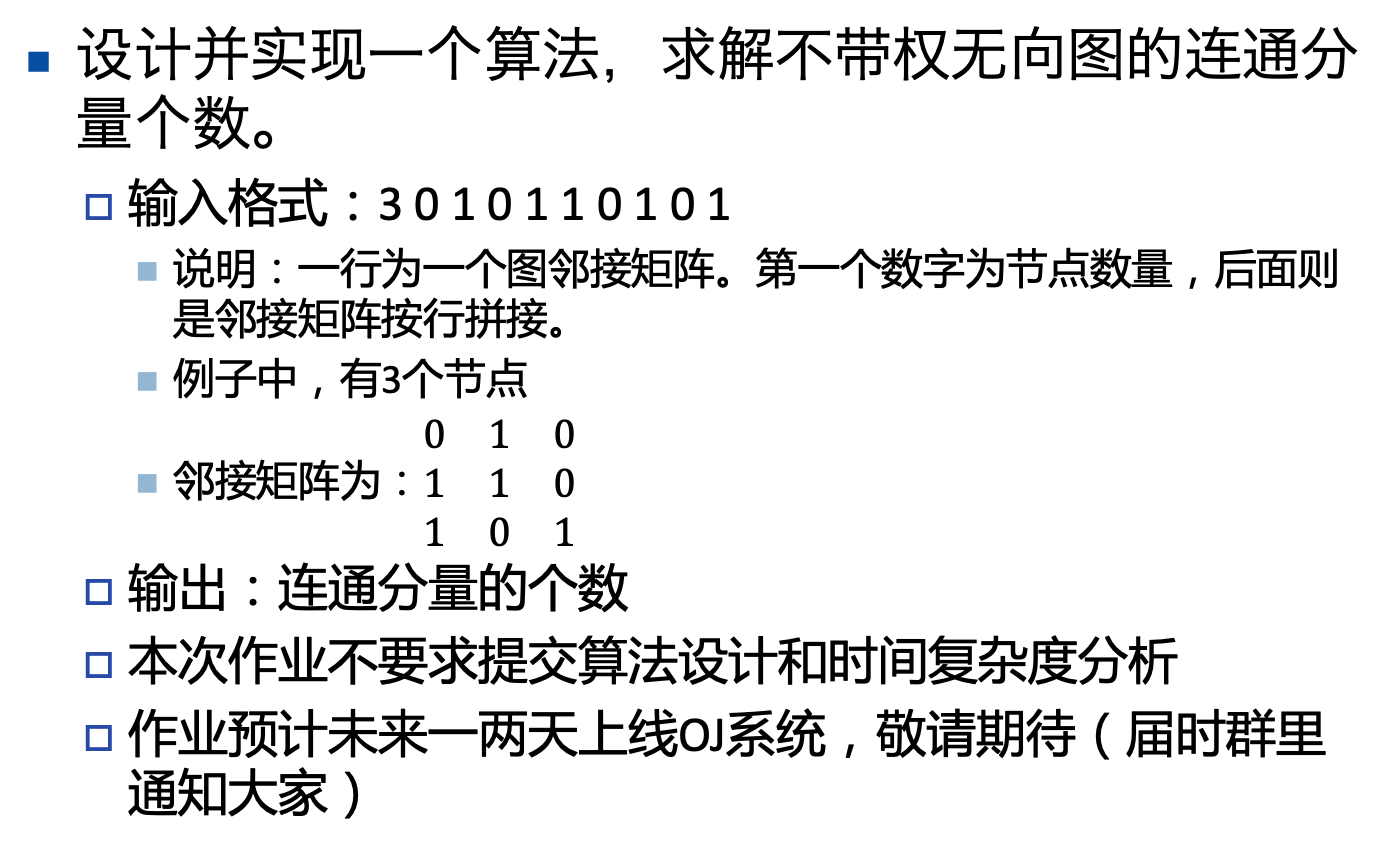 设计并实现一个算法，求解不带权无向图的连通分
量个数。
输入格式：3 0 1 0 1 1 0 1 0 1
说明：一行为一个图邻接矩阵。第一个数字为节点数量，后面则
是邻接矩阵按行拼接。
例子中，有3个节点
0 1 0
邻接矩阵为：1 1 0
1 0 1
输出：连通分量的个数
本次作业不要求提交算法设计和时间复杂度分析
作业预计未来一两天上线OJ系统，敬请期待（届时群里
通知大家）